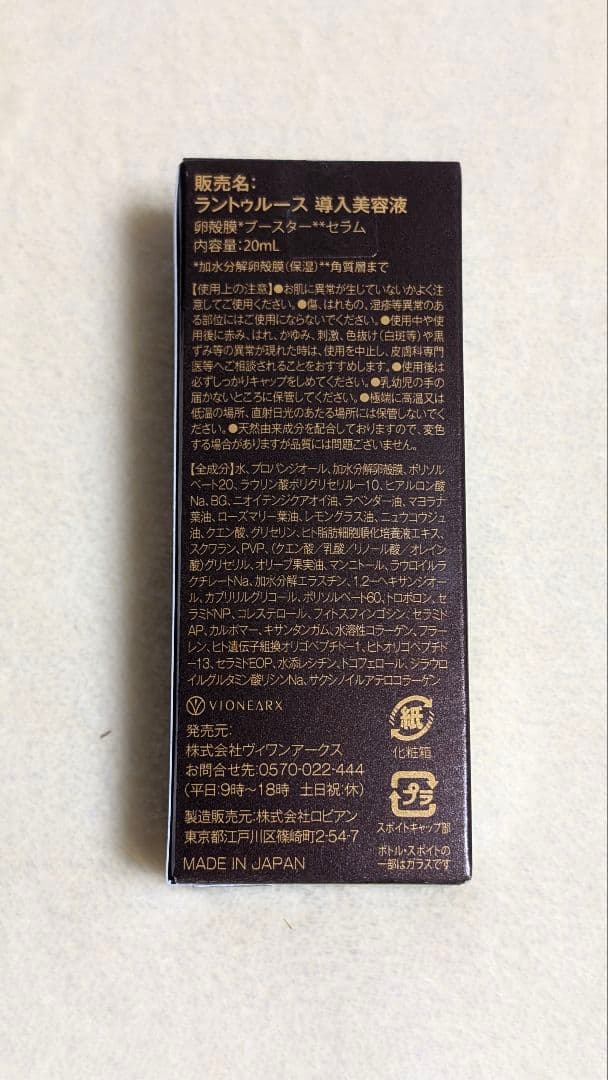 販売名:
ラントゥルース 導入美容液
卵殻膜*ブースター**セラム
内容量:20mL
*加水分解卵殻膜(保湿)**角質層まで
【使用上の注意】●お肌に異常が生じていないかよく注
意してご使用ください。●傷、はれもの、湿疹等異常のあ
る部位にはご使用にならないでください。●使用中や使
用後に赤み、はれ、かゆみ、刺激、色抜け(白斑等)や黒
ずみ等の異常が現れた時は、使用を中止し、皮膚科専門
医等へご相談されることをおすすめします。●使用後は
必ずしっかりキャップをしめてください。●乳幼児の手の
届かないところに保管してください。●極端に高温又は
低温の場所、直射日光のあたる場所には保管しないでく
ださい。●天然由来成分を配合しておりますので、変色
する場合がありますが品質には問題ございません。
【全成分】水、プロパンジオール、加水分解卵殻膜、ポリソル
ベート20、ラウリン酸ポリグリセリル-10、ヒアルロン酸
Na、BG、ニオイテンジクアオイ油、ラベンダー油、マヨラナ
葉油、ローズマリー葉油、レモングラス油、ニュウコウジュ
油、クエン酸、グリセリン、ヒト脂肪細胞順化培養液エキス、
スクワラン、PVP、(クエン酸/乳酸/リノール酸/オレイン
酸)グリセリル、オリーブ果実油、マンニトール、ラウロイルラ
クチレートNa、加水分解エラスチン、1,2-ヘキサンジオー
ル、カプリリルグリコール、ポリソルベート60、トロポロン、セ
ラミドNP、コレステロール、フィトスフィンゴシン、セラミド
AP、カルボマー、キサンタンガム、水溶性コラーゲン、フラー
レン、ヒト遺伝子組換オリゴペプチド-1、ヒトオリゴペプチド
-13、セラミドEOP、水添レシチン、トコフェロール、ジラウロ
イルグルタミン酸リシンNa、サクシノイルアテロコラーゲン
VIONEARX
発売元:
株式会社ヴィワンアークス
お問合せ先:0570-022-444
(平日:9時~18時 土日祝:休)
製造販売元:株式会社ロビアン
東京都江戸川区篠崎町2-54-7
MADE IN JAPAN
紙
化粧箱
プラ
スポイトキャップ部
ボトル・スポイトの
一部はガラスです